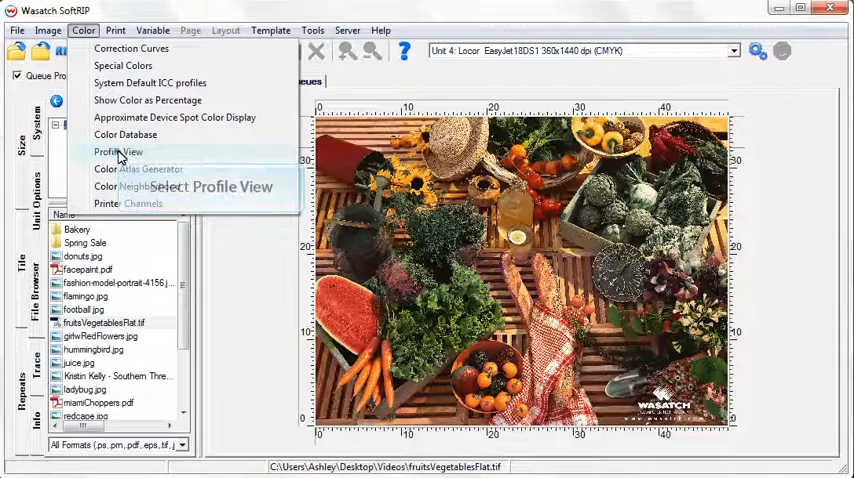 Wasatch SoftRIP
File Image Color Print Variable Page Layout Template Tools Server Help
Correction Curves
Special Colors
System Default ICC profiles
Show Color as Percentage
Approximate Device Spot Color Display
Color Database
Profile View
Color Atlas Generator
Select Profile View
Printer Channels
Unit 4: Locor EasyJet18DS1 360x1440 dpi (CMYK)
Queue Pro
Size
System
Unit Options
Tile
File Browser
Repeats
Trace
Info
Name
Bakery
Spring Sale
donuts.jpg
facepaint.pdf
fashion-model-portrait-4156.j...
flamingo.jpg
football.jpg
fruitsVegetablesFlat.tif
girlwRedFlowers.jpg
hummingbird.jpg
juice.jpg
Kristin Kelly - Southern Thre...
ladybug.jpg
miamiChoppers.pdf
redcape.jpg
All Formats (.ps,.prn,.pdf,.eps,.tif,.j
0 10 20 30 40
30 30
20 20
10 10
0 0
0 10 20 30 40
WASATCH
C:\Users\Ashley\Desktop\Videos\fruitsVegetablesFlat.tif